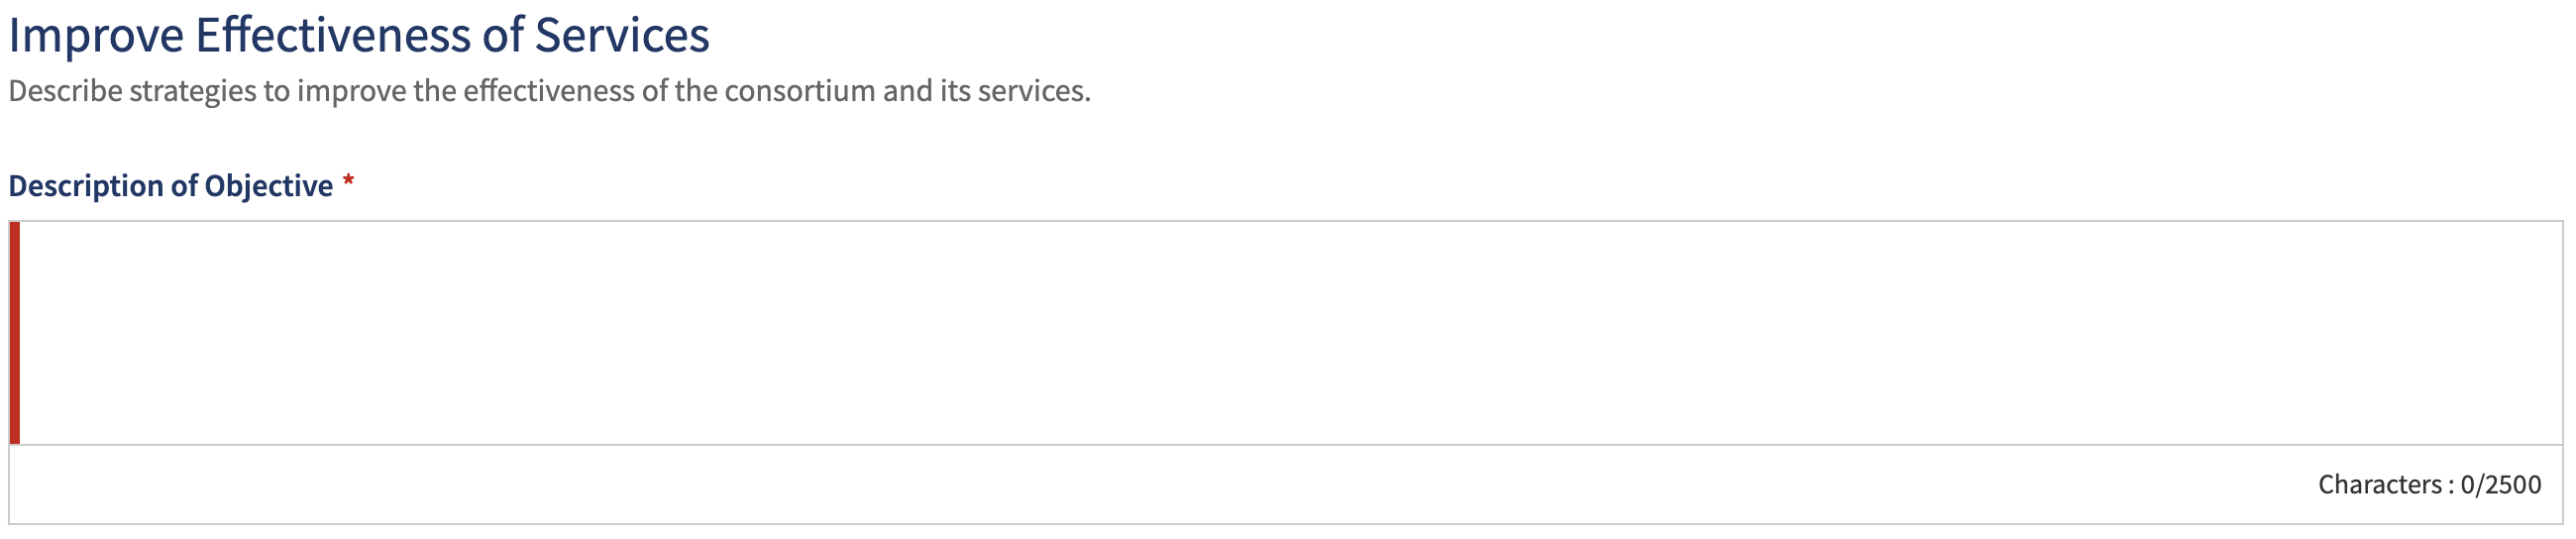 Improve Effectiveness of Services
Describe strategies to improve the effectiveness of the consortium and its services.
Description of Objective *
Characters : 0/2500